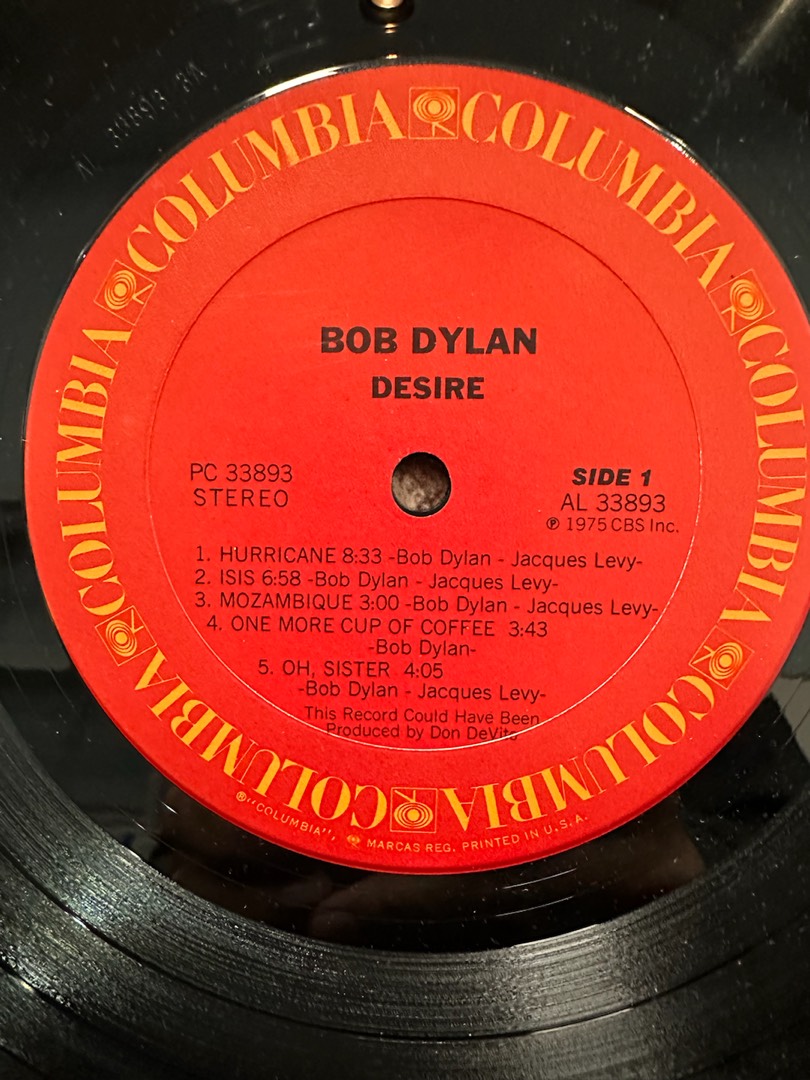 COLUMBIA COLUMBIA COLUMBIA COLUMBIA COLUMBIA COLUMBIA
BOB DYLAN
DESIRE
PC 33893
STEREO
SIDE 1
AL 33893
℗ 1975 CBS Inc.
1. HURRICANE 8:33 -Bob Dylan - Jacques Levy-
2. ISIS 6:58 -Bob Dylan - Jacques Levy-
3. MOZAMBIQUE 3:00 -Bob Dylan - Jacques Levy-
4. ONE MORE CUP OF COFFEE 3:43
-Bob Dylan-
5. OH, SISTER 4:05
-Bob Dylan - Jacques Levy-
This Record Could Have Been
Produced by Don DeVito
®"COLUMBIA", MARCAS REG. PRINTED IN U.S.A.